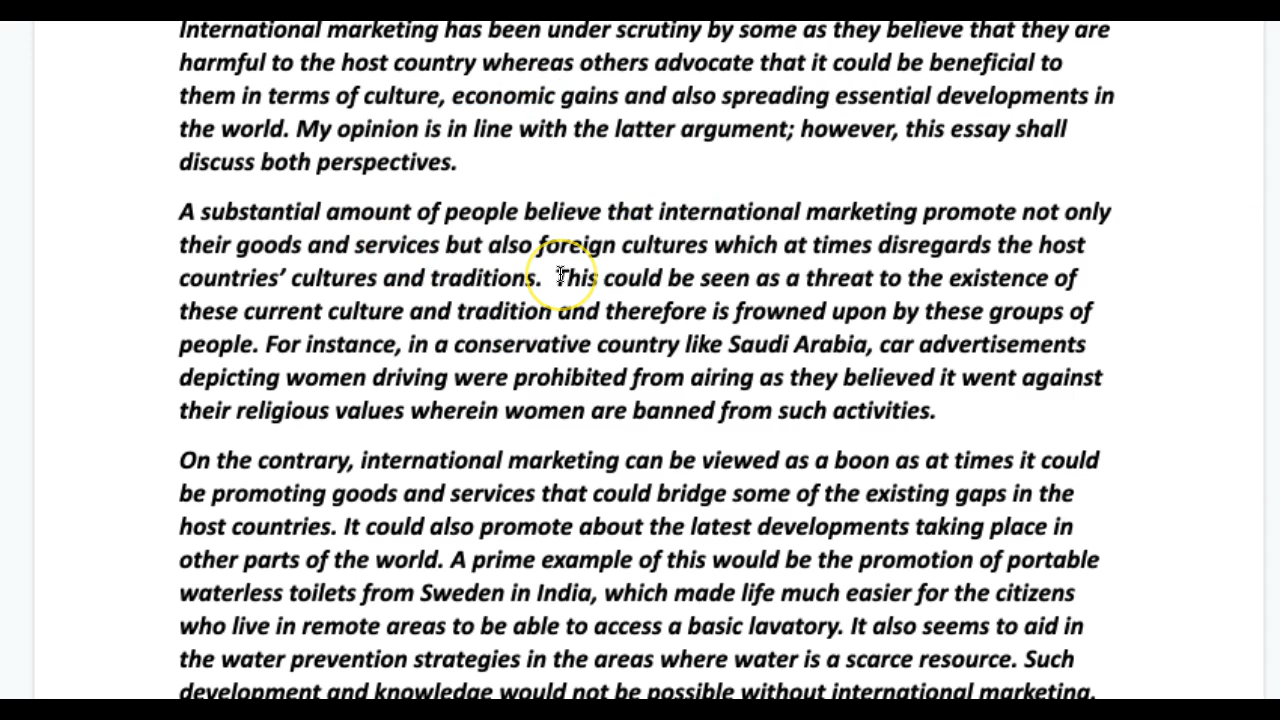 International marketing has been under scrutiny by some as they believe that they are
harmful to the host country whereas others advocate that it could be beneficial to
them in terms of culture, economic gains and also spreading essential developments in
the world. My opinion is in line with the latter argument; however, this essay shall
discuss both perspectives.
A substantial amount of people believe that international marketing promote not only
their goods and services but also foreign cultures which at times disregards the host
countries’ cultures and traditions.  This could be seen as a threat to the existence of
these current culture and tradition and therefore is frowned upon by these groups of
people. For instance, in a conservative country like Saudi Arabia, car advertisements
depicting women driving were prohibited from airing as they believed it went against
their religious values wherein women are banned from such activities.
On the contrary, international marketing can be viewed as a boon as at times it could
be promoting goods and services that could bridge some of the existing gaps in the
host countries. It could also promote about the latest developments taking place in
other parts of the world. A prime example of this would be the promotion of portable
waterless toilets from Sweden in India, which made life much easier for the citizens
who live in remote areas to be able to access a basic lavatory. It also seems to aid in
the water prevention strategies in the areas where water is a scarce resource. Such
development and knowledge would not be possible without international marketing.